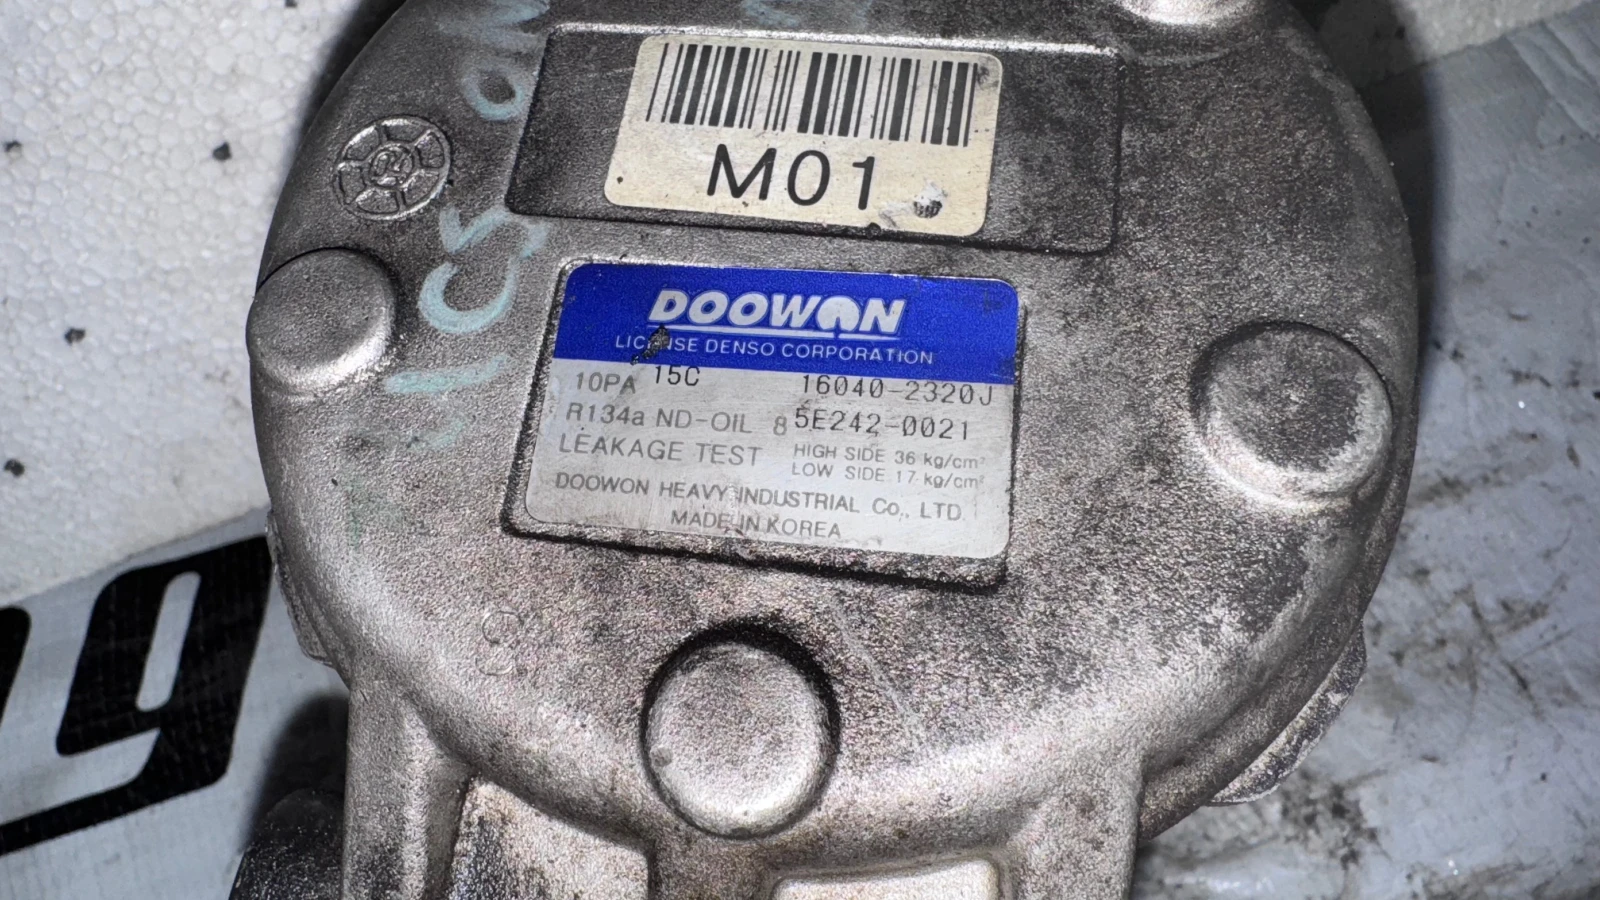 M01
DOOWON
LICENSE DENSO CORPORATION
10PA 15C 16040-2320J
R134a ND-OIL 8 5E242-0021
LEAKAGE TEST HIGH SIDE 36 kg/cm²
LOW SIDE 17 kg/cm²
DOOWON HEAVY INDUSTRIAL Co., LTD.
MADE IN KOREA